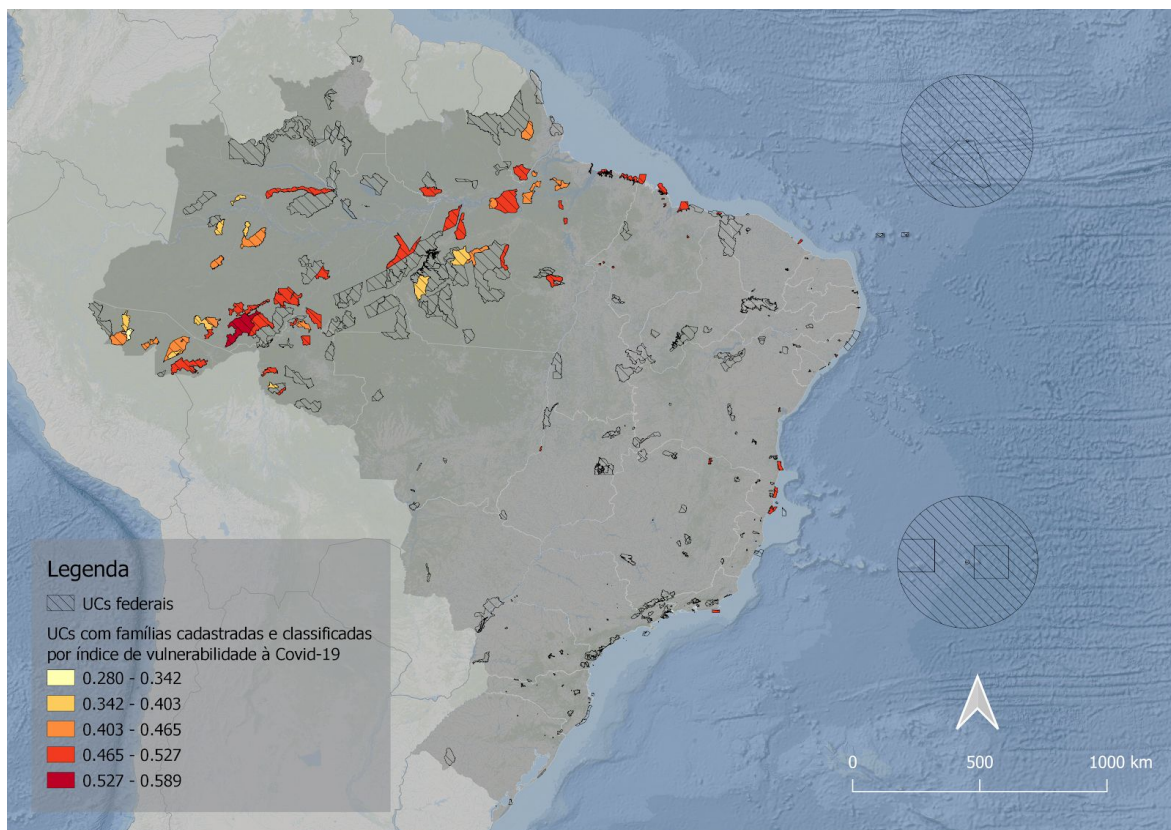 Legenda
UCs federais
UCs com famílias cadastradas e classificadas
por índice de vulnerabilidade à Covid-19
0.280 - 0.342
0.342 - 0.403
0.403 - 0.465
0.465 - 0.527
0.527 - 0.589
0 500 1000 km